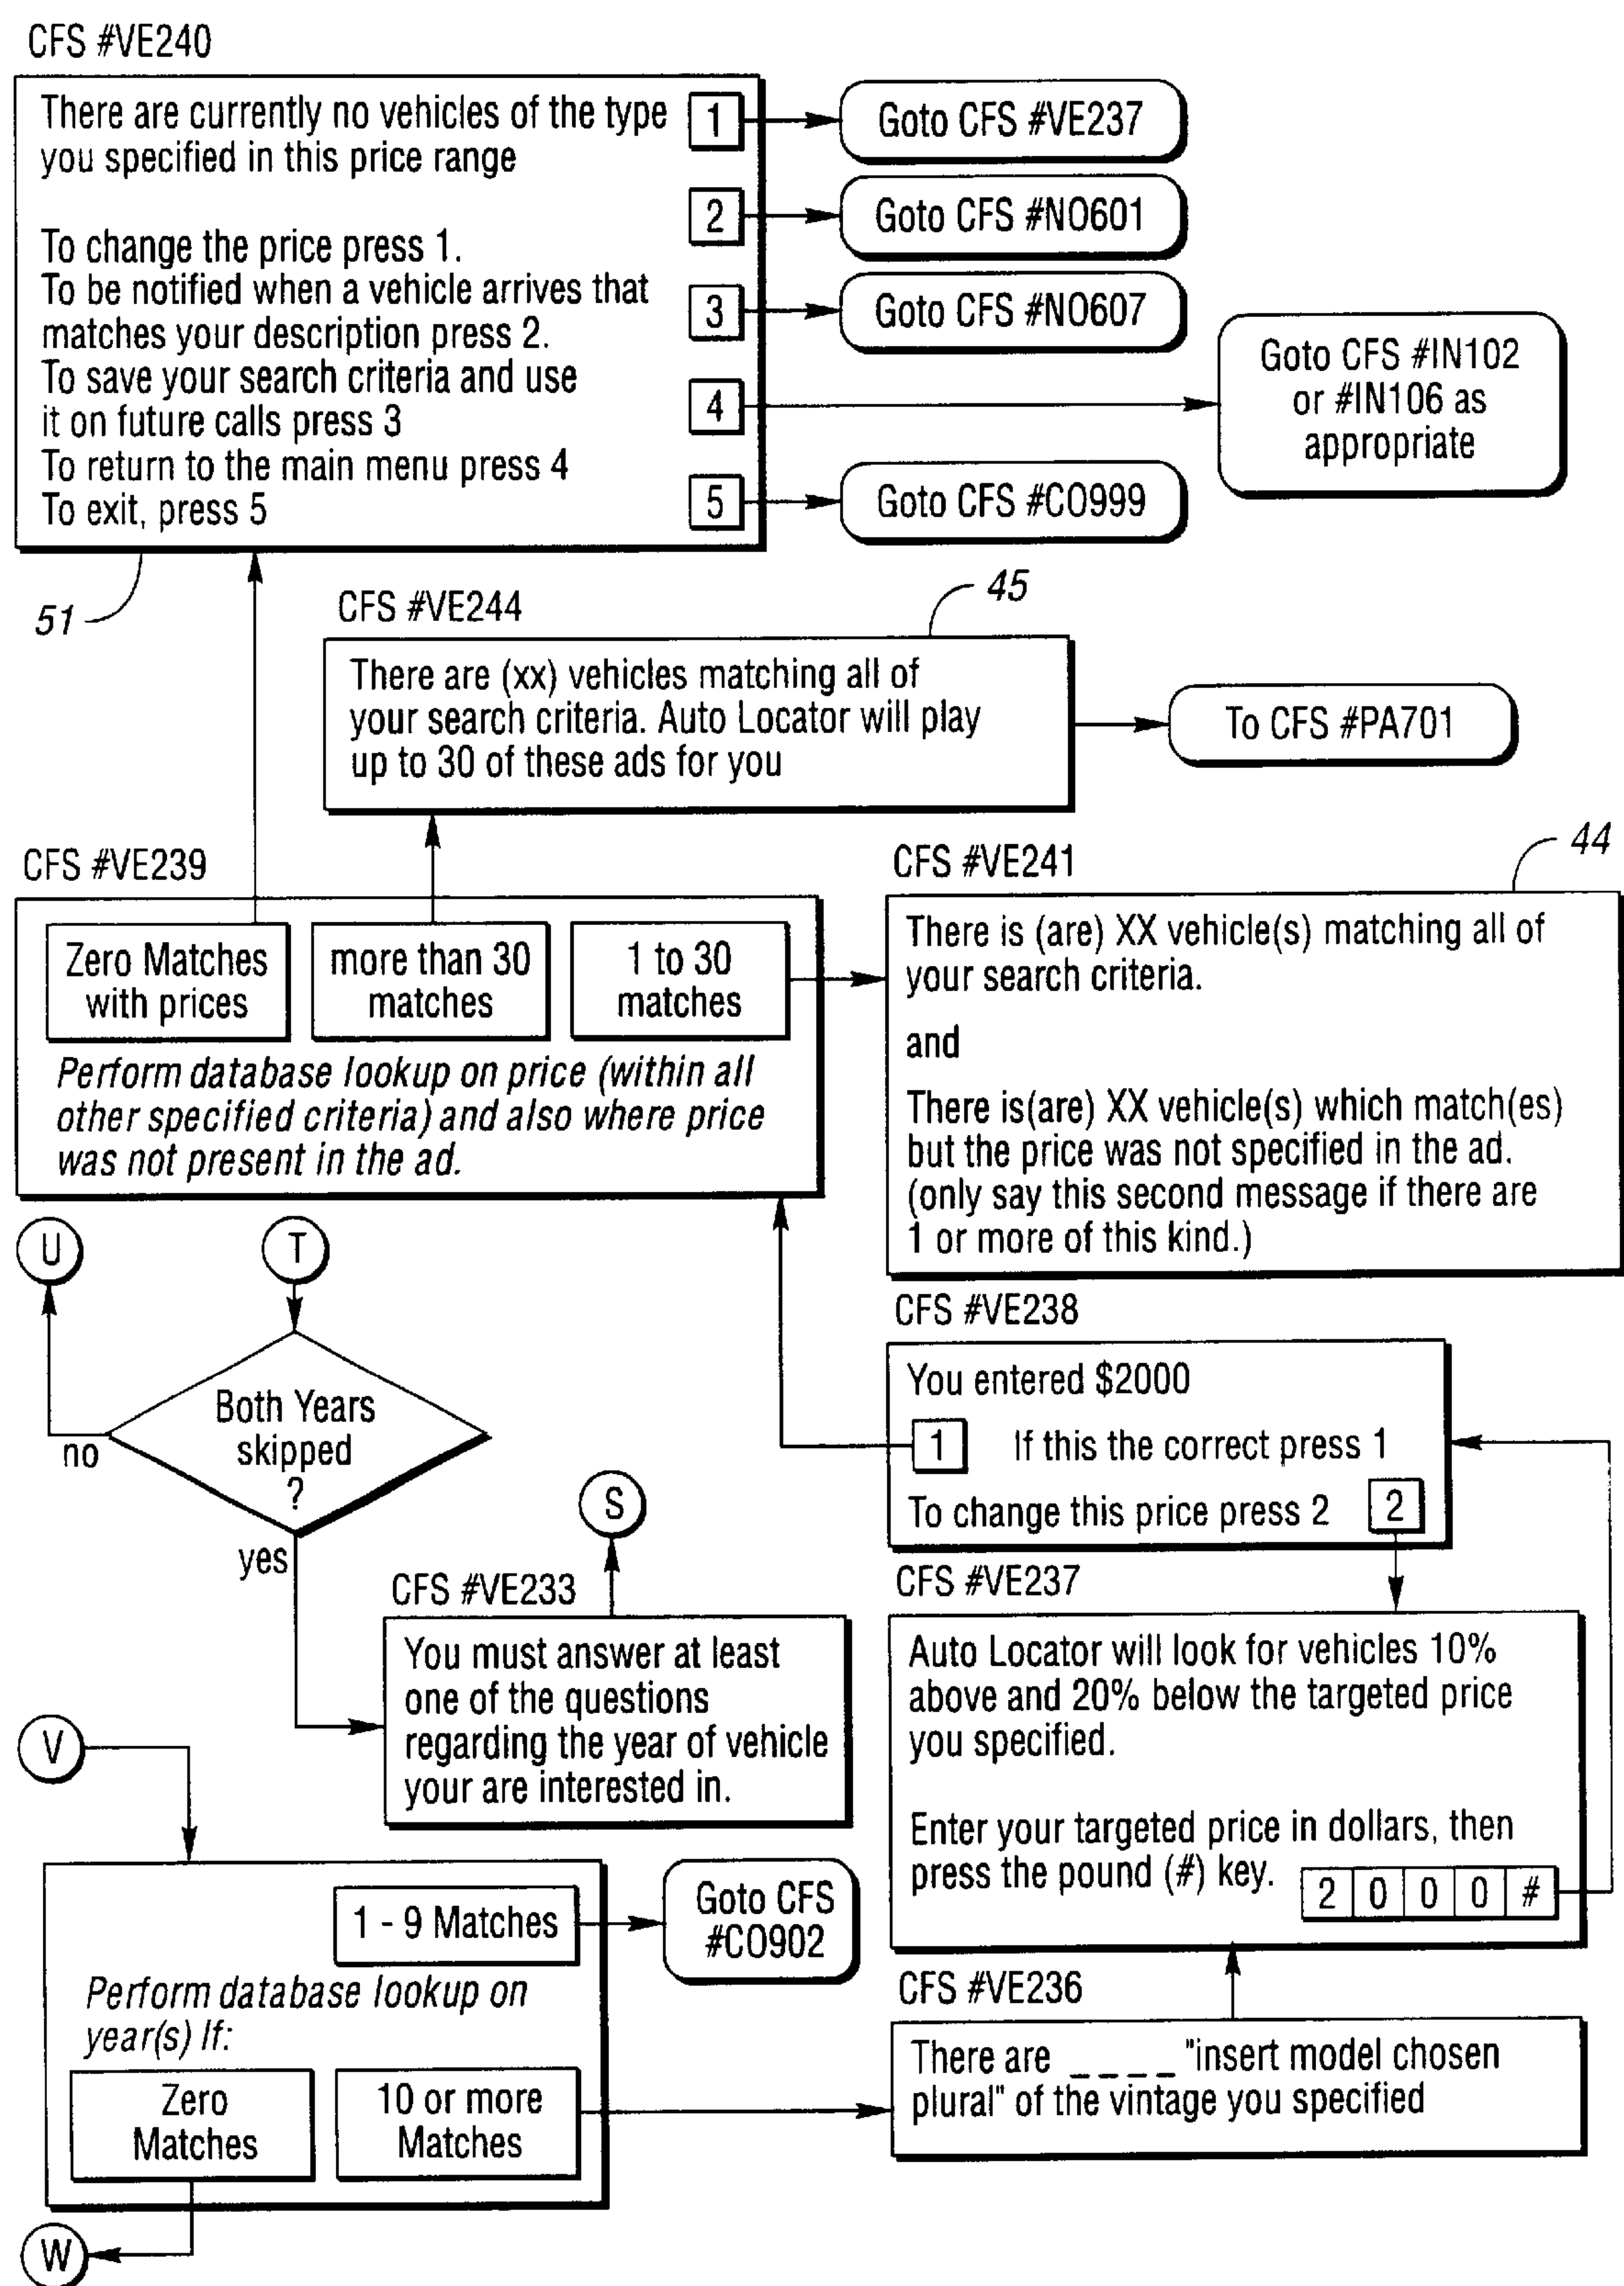 CFS #VE240
There are currently no vehicles of the type
you specified in this price range
To change the price press 1.
To be notified when a vehicle arrives that
matches your description press 2.
To save your search criteria and use
it on future calls press 3
To return to the main menu press 4
To exit, press 5
1
Goto CFS #VE237
2
Goto CFS #NO601
3
Goto CFS #NO607
4
Goto CFS #IN102
or #IN106 as
appropriate
5
Goto CFS #CO999
51
CFS #VE244
45
There are (xx) vehicles matching all of
your search criteria. Auto Locator will play
up to 30 of these ads for you
To CFS #PA701
CFS #VE239
Zero Matches
with prices
more than 30
matches
1 to 30
matches
Perform database lookup on price (within all
other specified criteria) and also where price
was not present in the ad.
CFS #VE241
44
There is (are) XX vehicle(s) matching all of
your search criteria.
and
There is(are) XX vehicle(s) which match(es)
but the price was not specified in the ad.
(only say this second message if there are
1 or more of this kind.)
U
T
Both Years
skipped
?
no
yes
S
CFS #VE233
You must answer at least
one of the questions
regarding the year of vehicle
your are interested in.
CFS #VE238
You entered $2000
1 If this the correct press 1
To change this price press 2 2
CFS #VE237
Auto Locator will look for vehicles 10%
above and 20% below the targeted price
you specified.
Enter your targeted price in dollars, then
press the pound (#) key. 2 0 0 0 #
V
1 - 9 Matches
Goto CFS
#CO902
Perform database lookup on
year(s) If:
Zero
Matches
10 or more
Matches
W
CFS #VE236
There are _ _ _ _ "insert model chosen
plural" of the vintage you specified